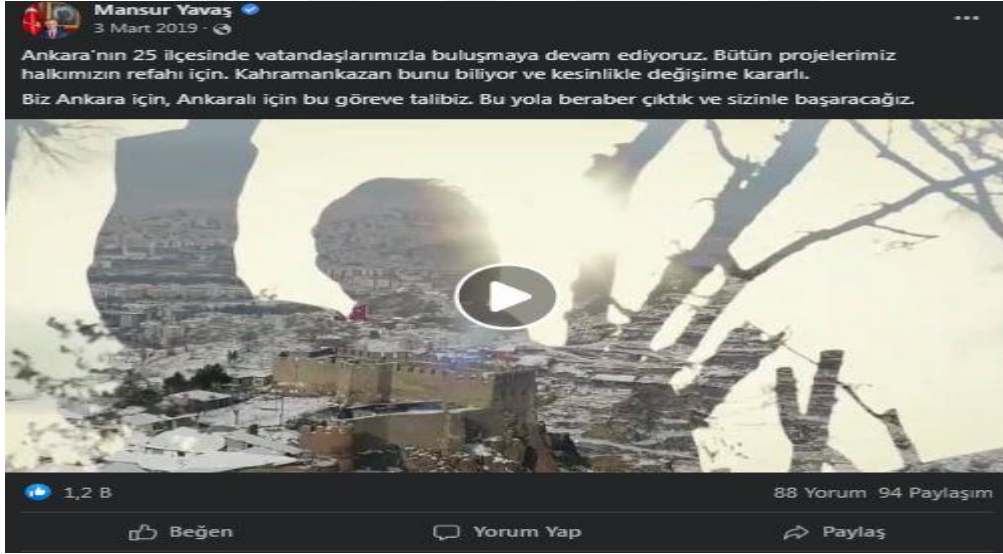 Mansur Yavaş
3 Mart 2019 ·
Ankara'nın 25 ilçesinde vatandaşlarımızla buluşmaya devam ediyoruz. Bütün projelerimiz
halkımızın refahı için. Kahramankazan bunu biliyor ve kesinlikle değişime kararlı.
Biz Ankara için, Ankaralı için bu göreve talibiz. Bu yola beraber çıktık ve sizinle başaracağız.
1,2 B
88 Yorum 94 Paylaşım
Beğen Yorum Yap Paylaş